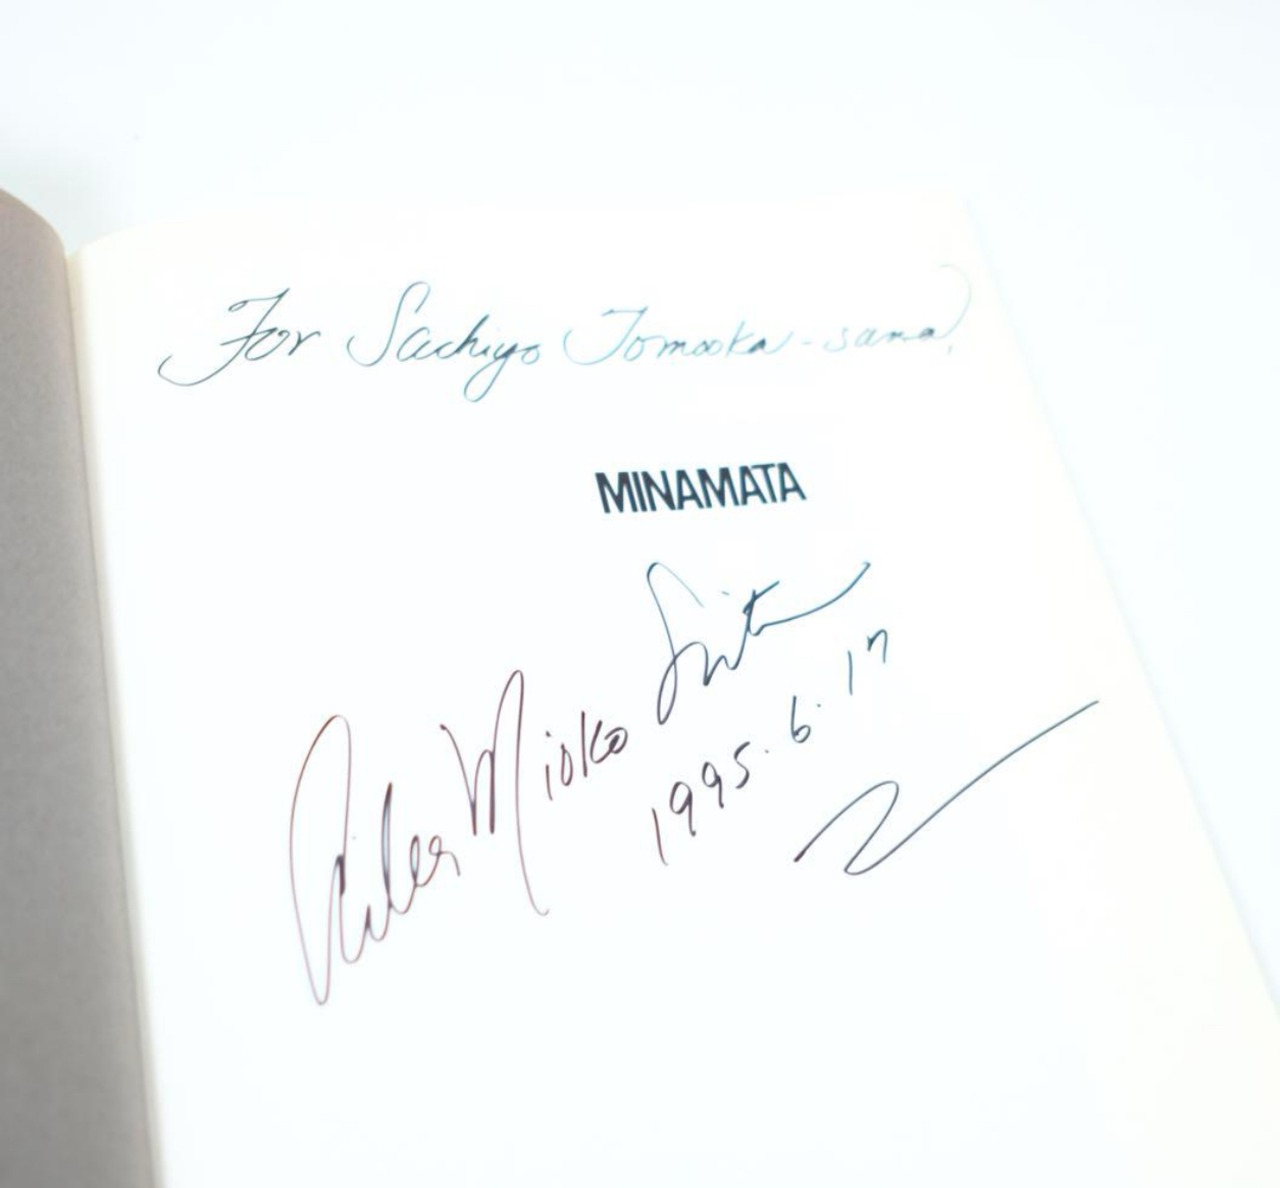 For Sachiyo Tomooka-sama,
MINAMATA
Aileen Mioko Smith
1995.6.17